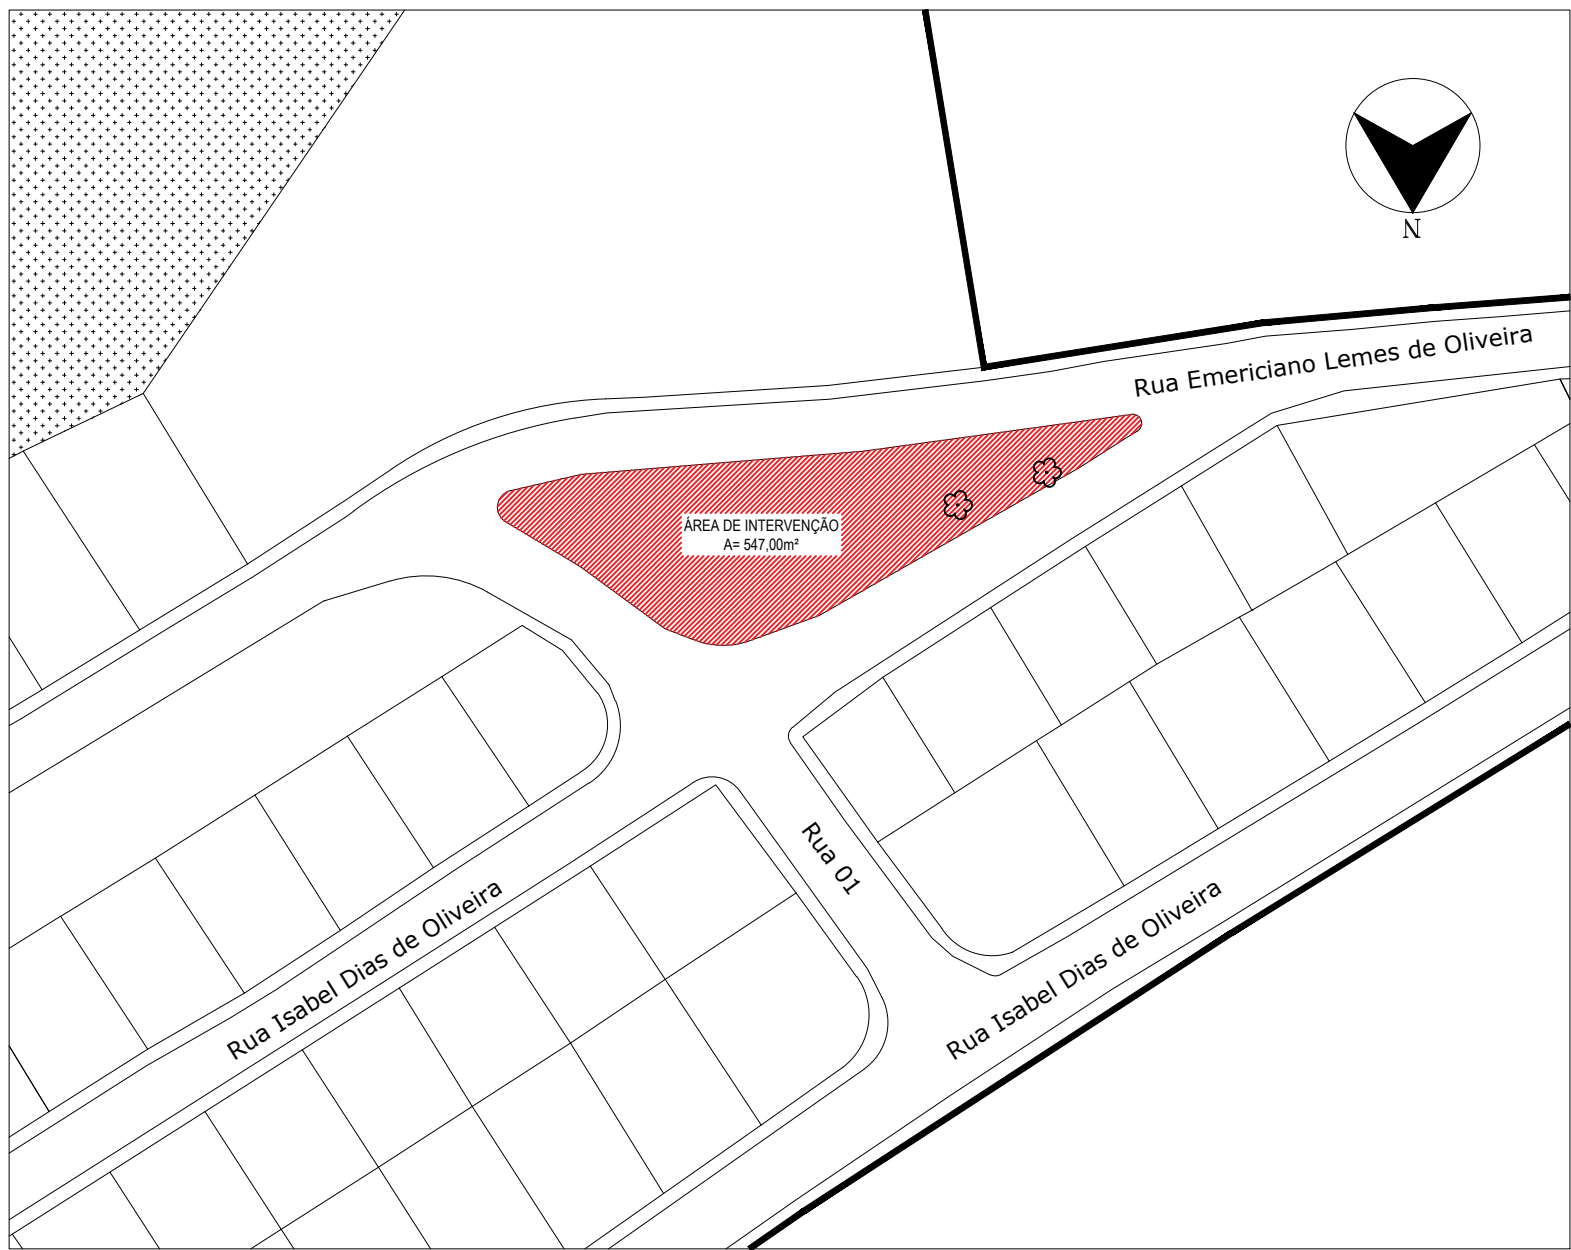 N
Rua Emericiano Lemes de Oliveira
ÁREA DE INTERVENÇÃO
A= 547,00m²
Rua 01
Rua Isabel Dias de Oliveira
Rua Isabel Dias de Oliveira